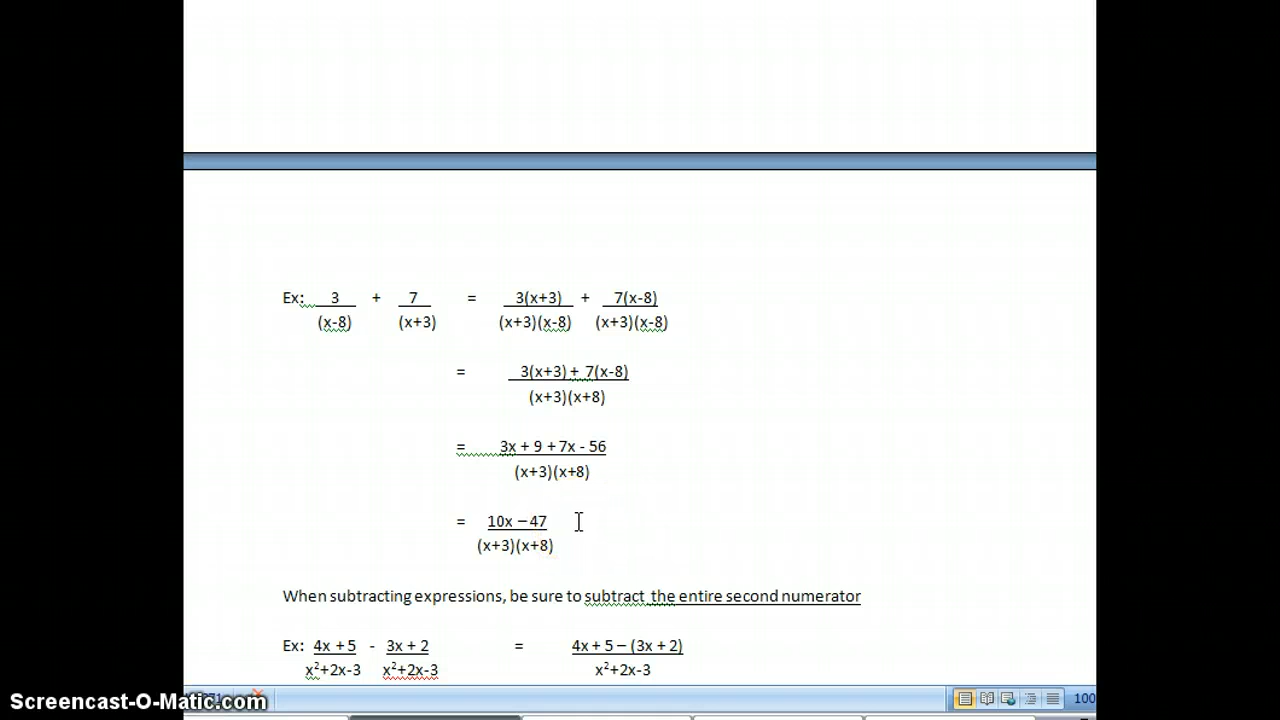 Ex: 3 + 7 = 3(x+3) + 7(x-8)
(x-8) (x+3) (x+3)(x-8) (x+3)(x-8)
= 3(x+3) + 7(x-8)
(x+3)(x+8)
= 3x + 9 + 7x - 56
(x+3)(x+8)
= 10x – 47
(x+3)(x+8)
When subtracting expressions, be sure to subtract the entire second numerator
Ex: 4x + 5 - 3x + 2 = 4x + 5 – (3x + 2)
x²+2x-3 x²+2x-3 x²+2x-3
Screencast-O-Matic.com
100